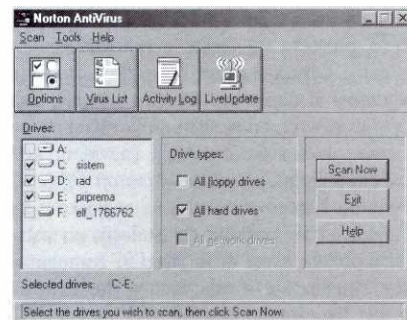 Norton AntiVirus
Scan Tools Help
Options Virus List Activity Log LiveUpdate
Drives:
A:
C: sistem
D: rad
E: priprema
F: elf_1766762
Drive types:
All floppy drives
All hard drives
All network drives
Scan Now
Exit
Help
Selected drives: C:-E:
Select the drives you wish to scan, then click Scan Now.